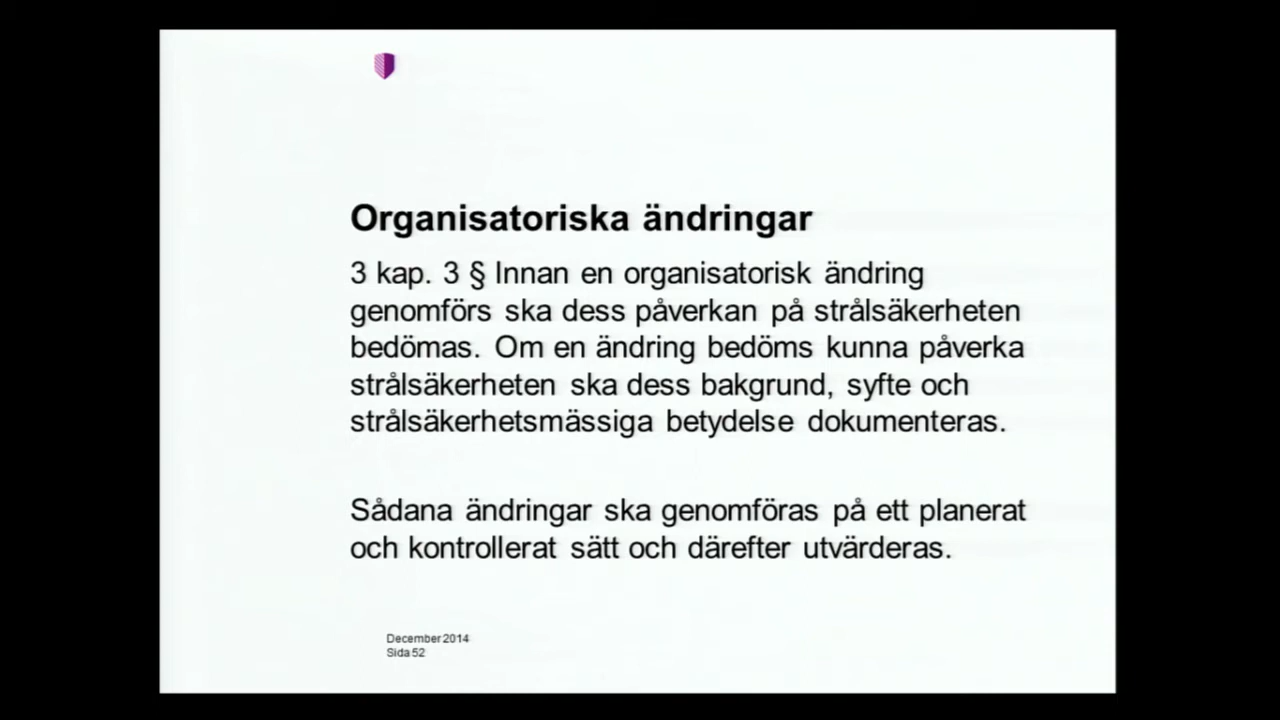 Organisatoriska ändringar
3 kap. 3 § Innan en organisatorisk ändring
genomförs ska dess påverkan på strålsäkerheten
bedömas. Om en ändring bedöms kunna påverka
strålsäkerheten ska dess bakgrund, syfte och
strålsäkerhetsmässiga betydelse dokumenteras.
Sådana ändringar ska genomföras på ett planerat
och kontrollerat sätt och därefter utvärderas.
December 2014
Sida 52